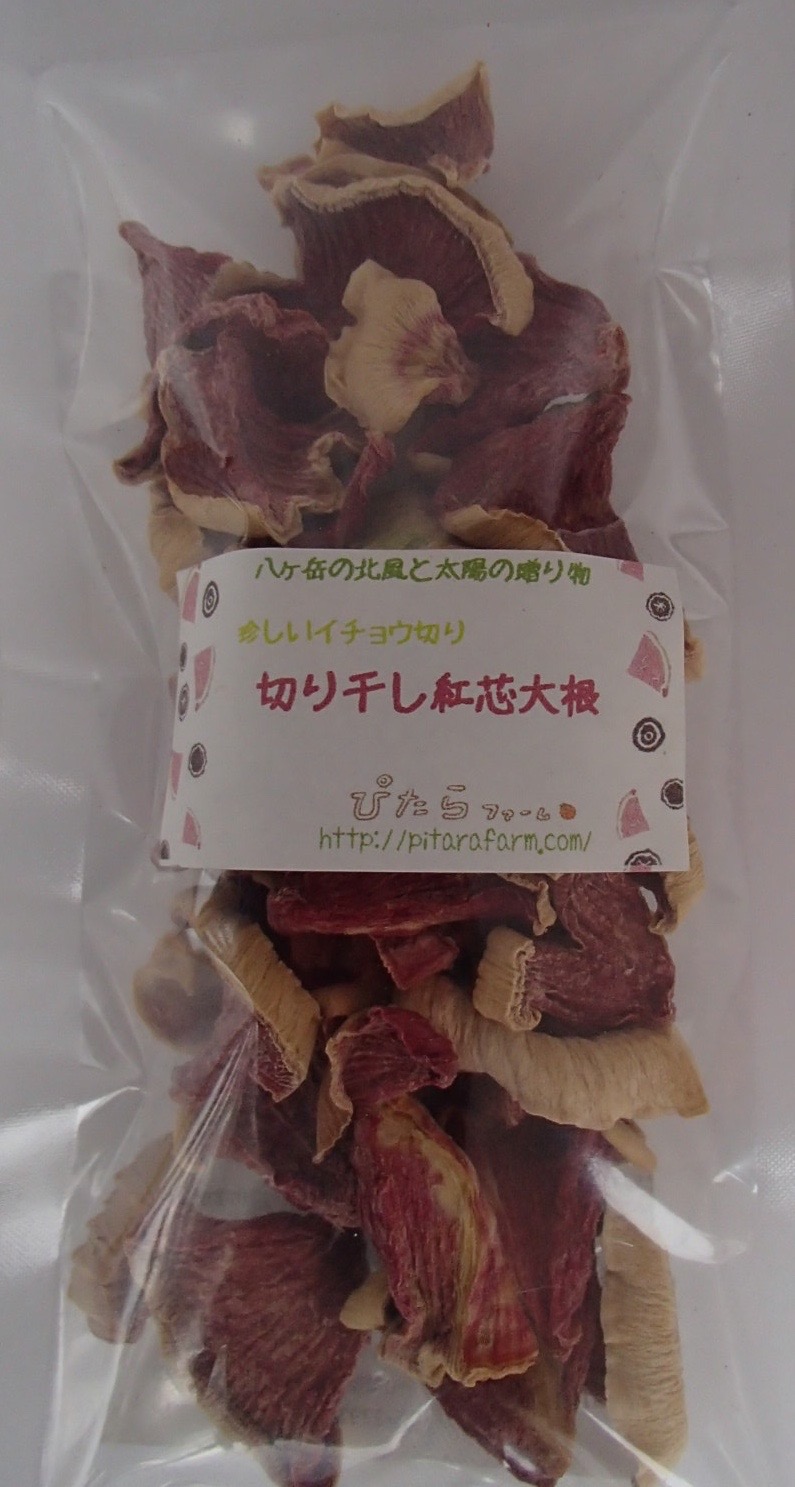 八ヶ岳の北風と太陽の贈り物
珍しいイチョウ切り
切り干し紅芯大根
ぴたらファーム
http://pitarafarm.com/